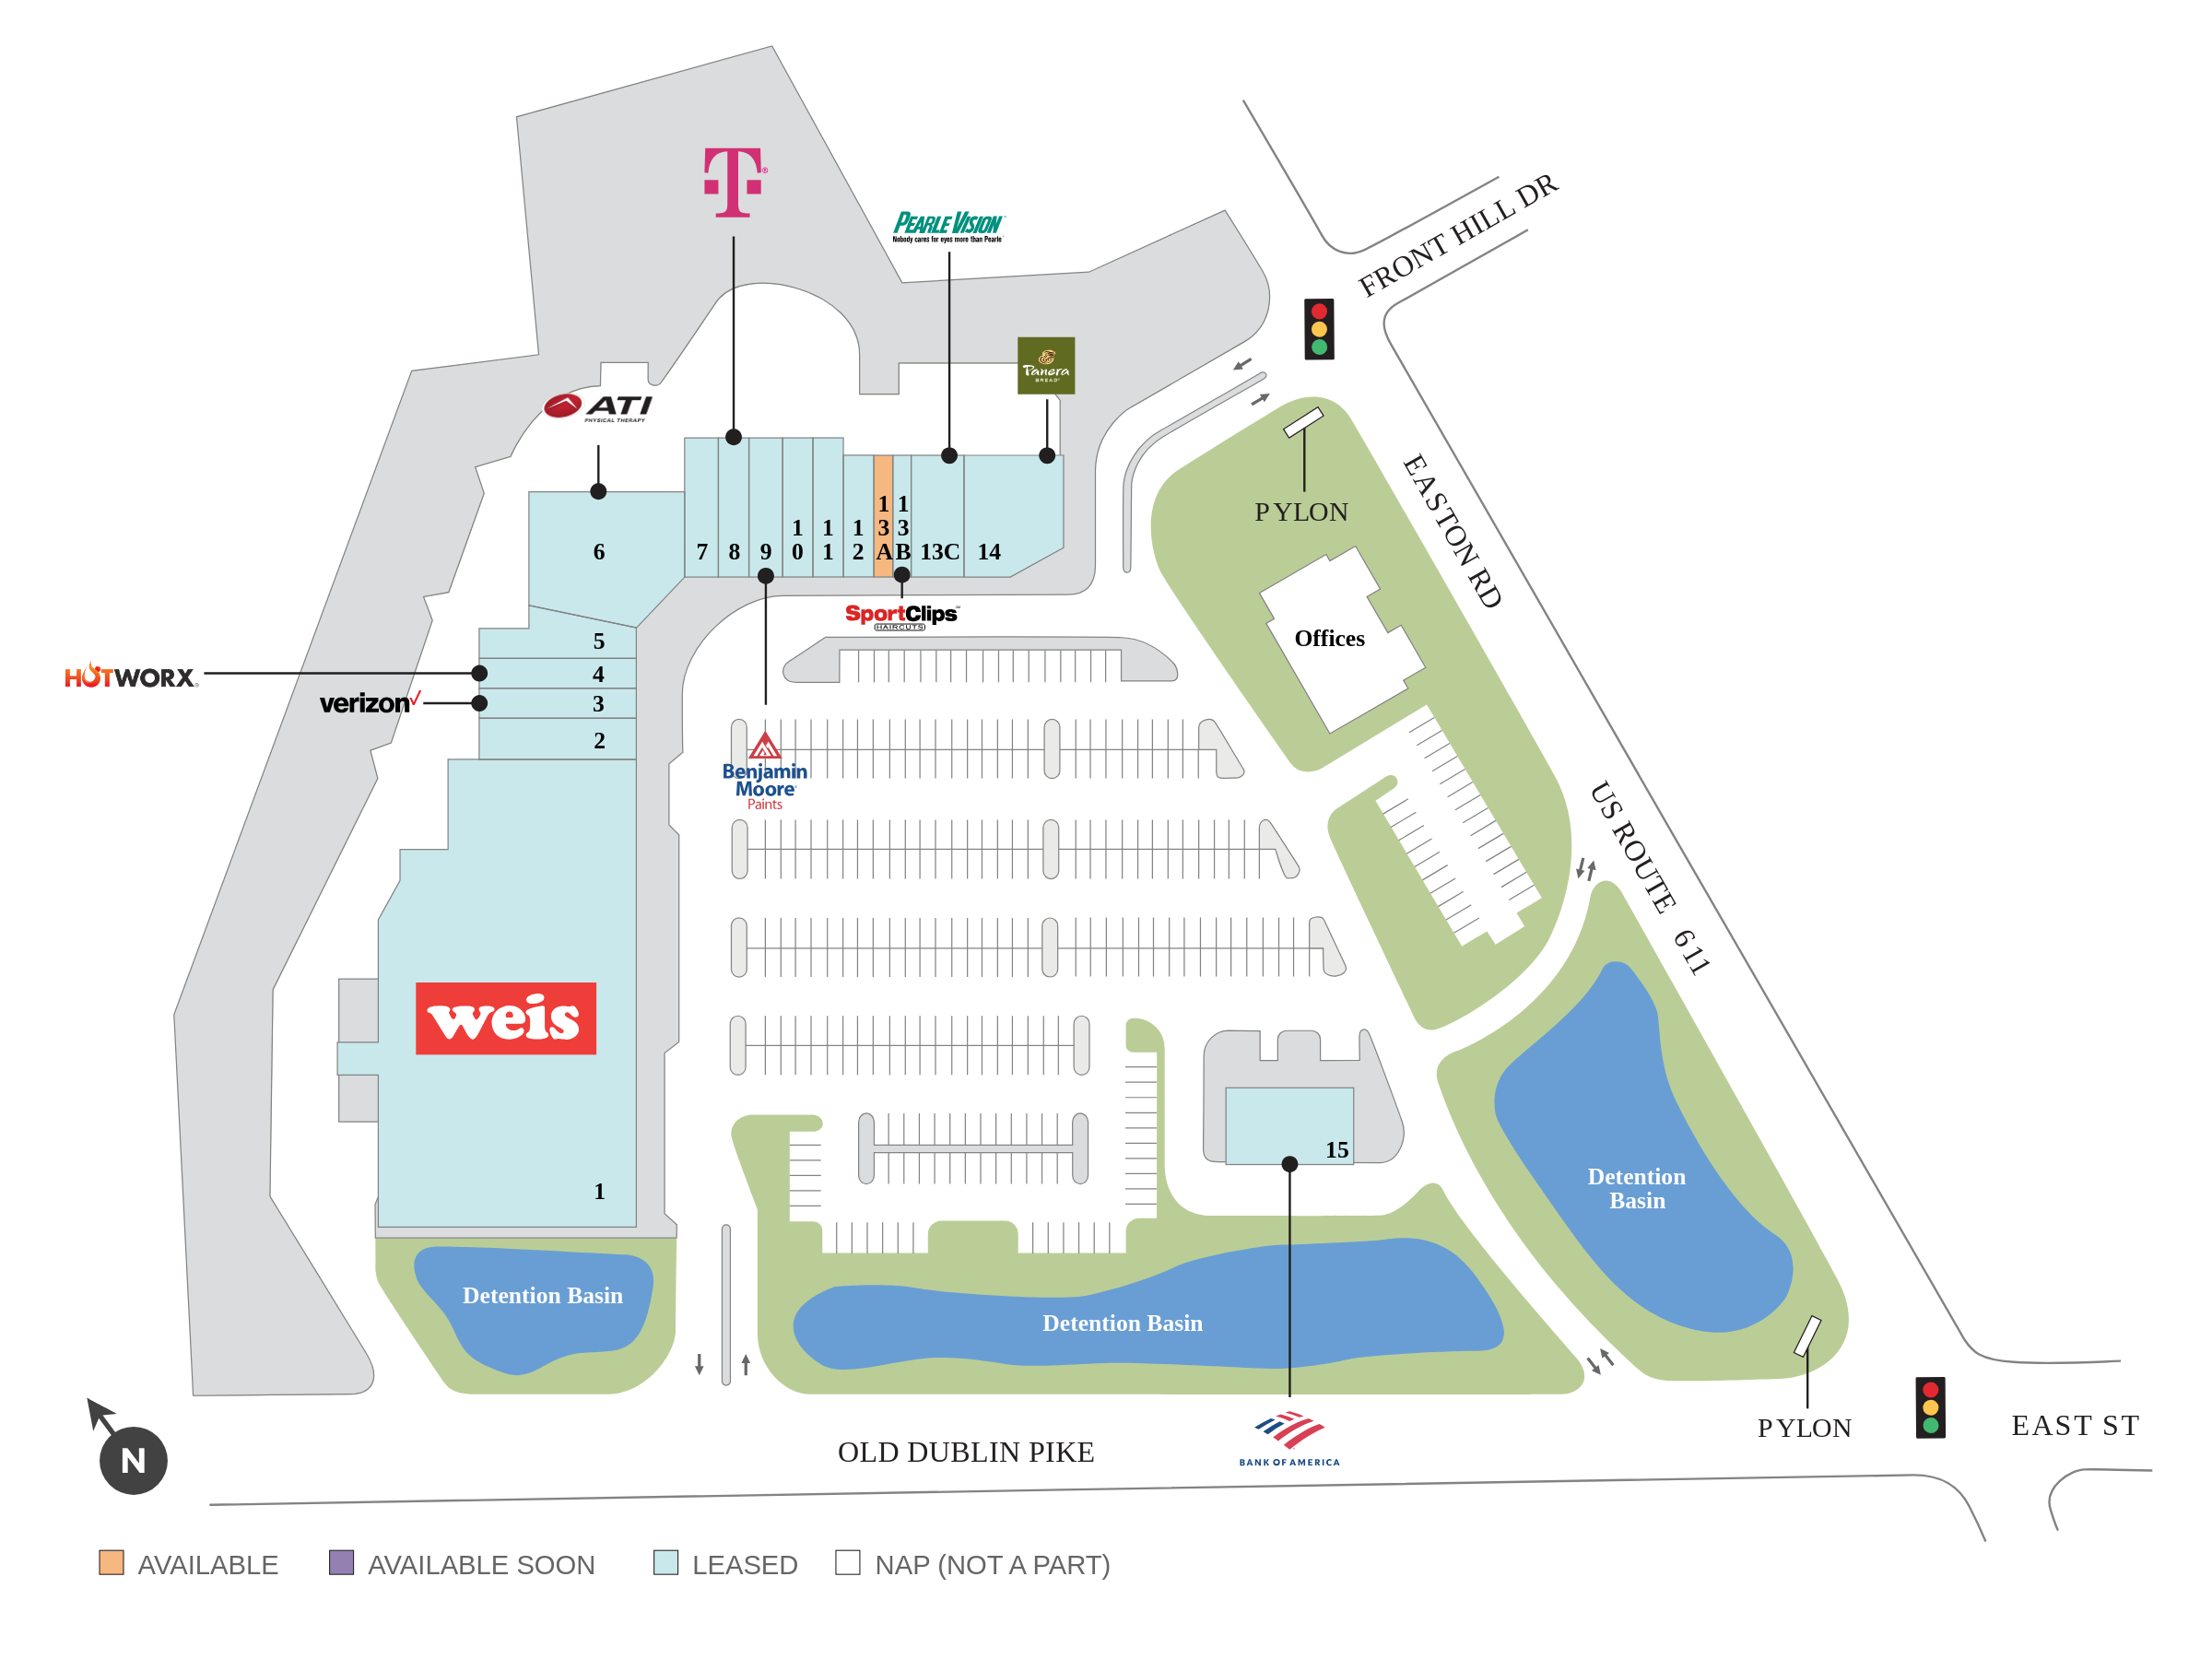 T
PEARLE VISION
Nobody cares for eyes more than Pearle
FRONT HILL DR
Panera
BREAD
ATI
PHYSICAL THERAPY
PYLON
EASTON RD
6
7
8
9
10
11
12
13A
13B
13C
14
SportClips
HAIRCUTS
Offices
5
HOTWORX
4
verizon
3
2
Benjamin
Moore
Paints
US ROUTE 611
weis
15
1
Detention
Basin
Detention Basin
Detention Basin
PYLON
EAST ST
OLD DUBLIN PIKE
BANK OF AMERICA
N
AVAILABLE
AVAILABLE SOON
LEASED
NAP (NOT A PART)